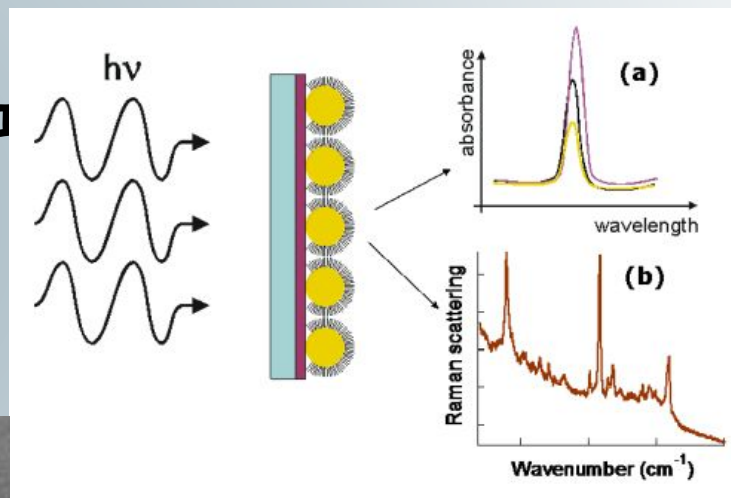 hν
(a)
absorbance
wavelength
(b)
Raman scattering
Wavenumber (cm⁻¹)